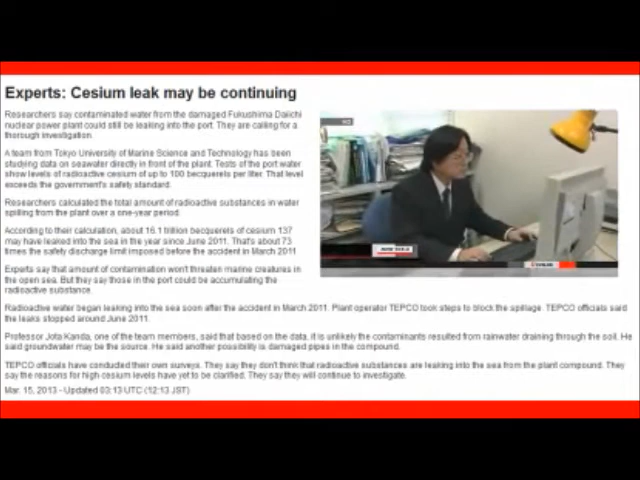 Experts: Cesium leak may be continuing
Researchers say contaminated water from the damaged Fukushima Daiichi
nuclear power plant could still be leaking into the port. They are calling for a
thorough investigation.
A team from Tokyo University of Marine Science and Technology has been
studying data on seawater directly in front of the plant. Tests of the port water
show levels of radioactive cesium of up to 100 becquerels per liter. That level
exceeds the government's safety standard.
Researchers calculated the total amount of radioactive substances in water
spilling from the plant over a one-year period.
According to their calculation, about 16.1 trillion becquerels of cesium 137
may have leaked into the sea in the year since June 2011. That's about 73
times the safety discharge limit imposed before the accident in March 2011
Experts say that amount of contamination won't threaten marine creatures in
the open sea. But they say those in the port could be accumulating the
radioactive substance.
Radioactive water began leaking into the sea soon after the accident in March 2011. Plant operator TEPCO took steps to block the spillage. TEPCO officials said
the leaks stopped around June 2011.
Professor Jota Kanda, one of the team members, said that based on the data, it is unlikely the contaminants resulted from rainwater draining through the soil. He
said groundwater may be the source. He said another possibility is damaged pipes in the compound.
TEPCO officials have conducted their own surveys. They say they don't think that radioactive substances are leaking into the sea from the plant compound. They
say the reasons for high cesium levels have yet to be clarified. They say they will continue to investigate.
Mar. 15, 2013 - Updated 03:13 UTC (12:13 JST)